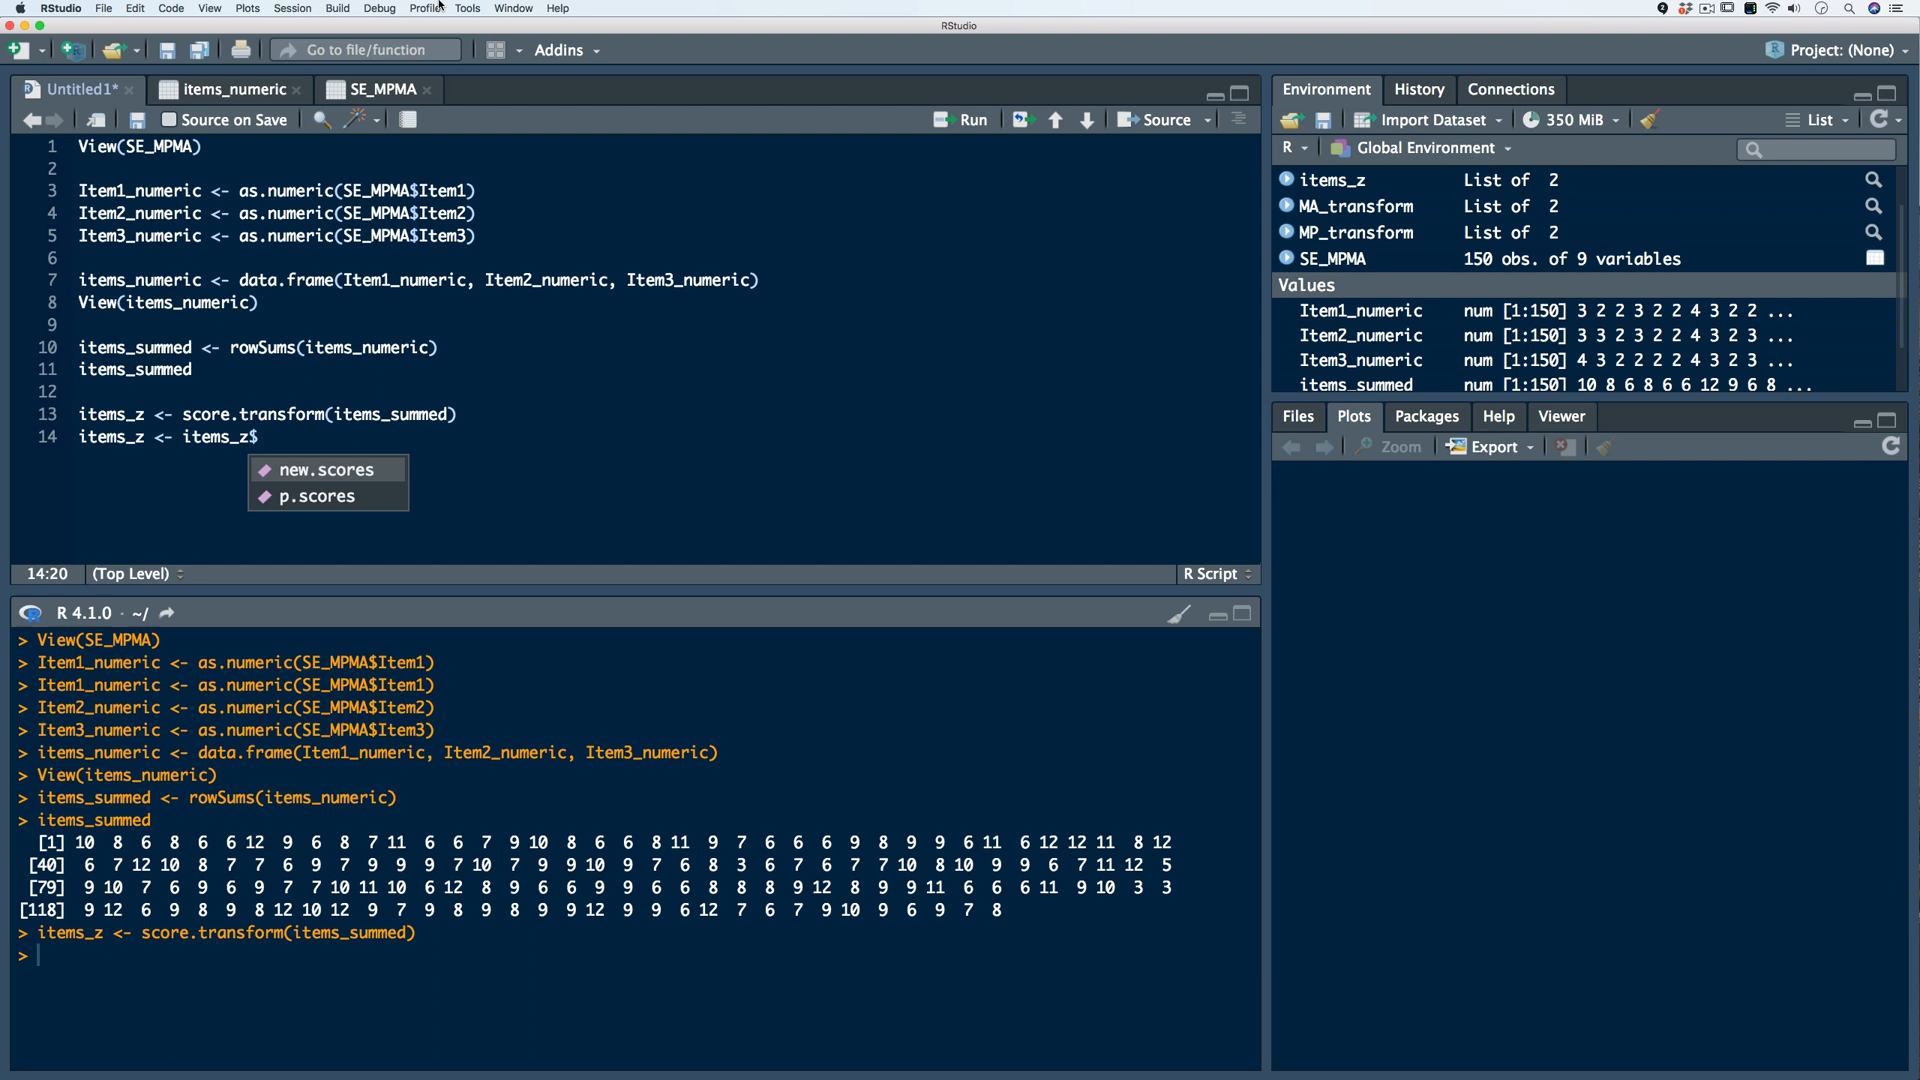 RStudio File Edit Code View Plots Session Build Debug Profile Tools Window Help
RStudio
Go to file/function Addins Project: (None)
Untitled1* items_numeric SE_MPMA
Source on Save Run Source
1 View(SE_MPMA)
2
3 Item1_numeric <- as.numeric(SE_MPMA$Item1)
4 Item2_numeric <- as.numeric(SE_MPMA$Item2)
5 Item3_numeric <- as.numeric(SE_MPMA$Item3)
6
7 items_numeric <- data.frame(Item1_numeric, Item2_numeric, Item3_numeric)
8 View(items_numeric)
9
10 items_summed <- rowSums(items_numeric)
11 items_summed
12
13 items_z <- score.transform(items_summed)
14 items_z <- items_z$
new.scores
p.scores
14:20 (Top Level) R Script
R 4.1.0 · ~/
> View(SE_MPMA)
> Item1_numeric <- as.numeric(SE_MPMA$Item1)
> Item1_numeric <- as.numeric(SE_MPMA$Item1)
> Item2_numeric <- as.numeric(SE_MPMA$Item2)
> Item3_numeric <- as.numeric(SE_MPMA$Item3)
> items_numeric <- data.frame(Item1_numeric, Item2_numeric, Item3_numeric)
> View(items_numeric)
> items_summed <- rowSums(items_numeric)
> items_summed
[1] 10 8 6 8 6 6 12 9 6 8 7 11 6 6 7 9 10 8 6 6 8 11 9 7 6 6 6 9 8 9 9 6 11 6 12 12 11 8 12
[40] 6 7 12 10 8 7 7 6 9 7 9 9 9 7 10 7 9 9 10 9 7 6 8 3 6 7 6 7 7 10 8 10 9 9 6 7 11 12 5
[79] 9 10 7 6 9 6 9 7 7 10 11 10 6 12 8 9 6 6 9 9 6 6 8 8 8 9 12 8 9 9 11 6 6 6 11 9 10 3 3
[118] 9 12 6 9 8 9 8 12 10 12 9 7 9 8 9 8 9 9 12 9 9 6 12 7 6 7 9 10 9 6 9 7 8
> items_z <- score.transform(items_summed)
>
Environment History Connections
Import Dataset 350 MiB List
R Global Environment
items_z List of 2
MA_transform List of 2
MP_transform List of 2
SE_MPMA 150 obs. of 9 variables
Values
Item1_numeric num [1:150] 3 2 2 3 2 2 4 3 2 2 ...
Item2_numeric num [1:150] 3 3 2 3 2 2 4 3 2 3 ...
Item3_numeric num [1:150] 4 3 2 2 2 2 4 3 2 3 ...
items_summed num [1:150] 10 8 6 8 6 6 12 9 6 8 ...
Files Plots Packages Help Viewer
Zoom Export